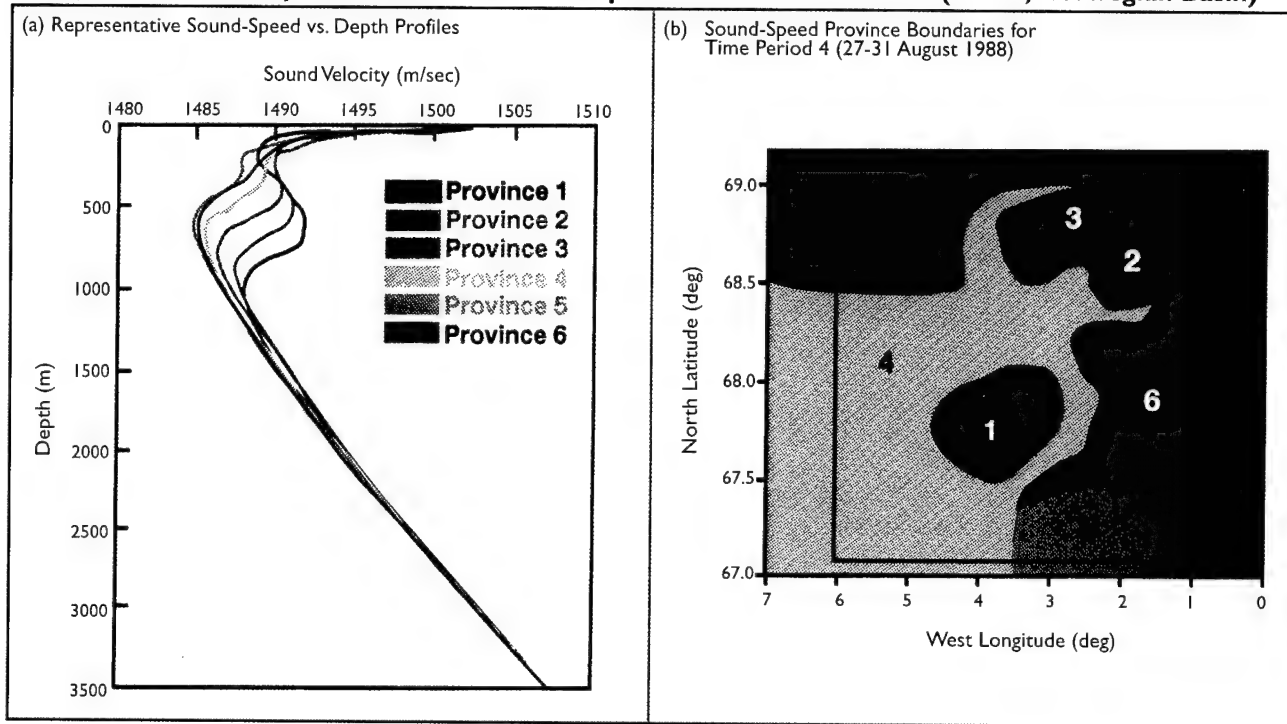 (a) Representative Sound-Speed vs. Depth Profiles
Sound Velocity (m/sec)
1480 1485 1490 1495 1500 1505 1510
0
500
1000
1500
2000
2500
3000
3500
Depth (m)
Province 1
Province 2
Province 3
Province 4
Province 5
Province 6
(b) Sound-Speed Province Boundaries for
Time Period 4 (27-31 August 1988)
69.0
68.5
68.0
67.5
67.0
North Latitude (deg)
3
2
4
6
1
7 6 5 4 3 2 1 0
West Longitude (deg)